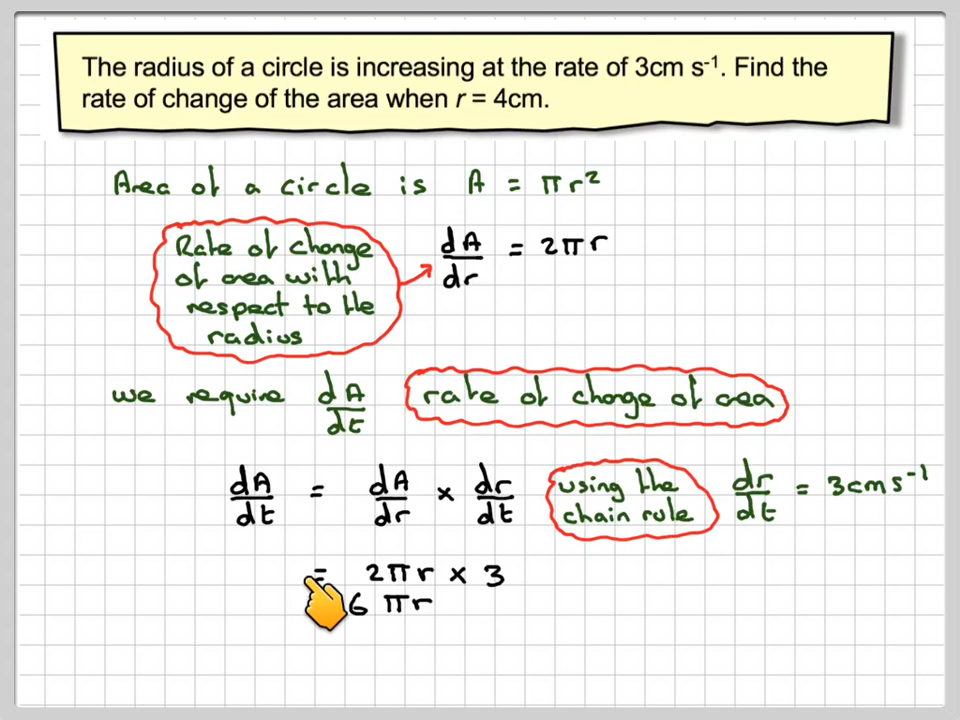 The radius of a circle is increasing at the rate of 3cm s⁻¹. Find the
rate of change of the area when r = 4cm.
Area of a circle is A = πr²
Rate of change
of area with
respect to the
radius
dA/dr = 2πr
we require dA/dt rate of change of area
dA/dt = dA/dr × dr/dt using the chain rule dr/dt = 3cm s⁻¹
= 2πr × 3
6 πr